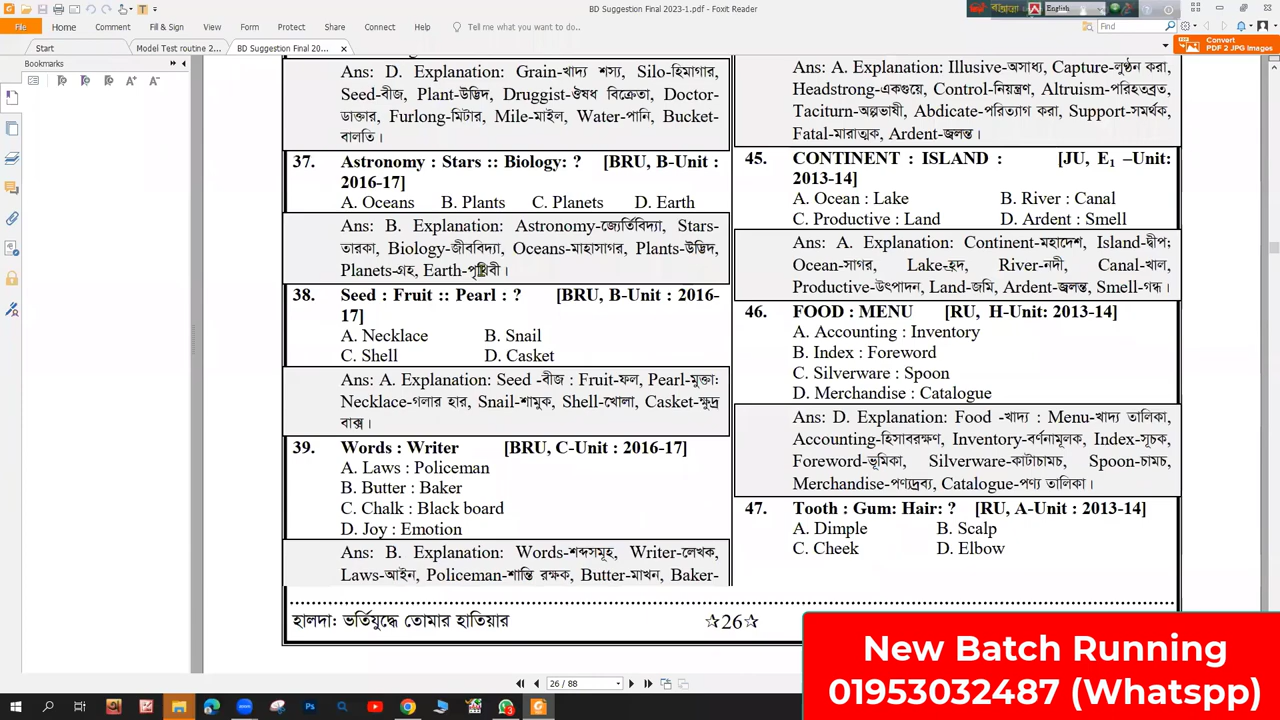 BD Suggestion Final 2023-1.pdf - Foxit Reader
English
File Home Comment Fill & Sign View Form Protect Share Connect Help Tell me what you want to do.. Find
Start Model Test routine 2... BD Suggestion Final 20... Convert
PDF 2 JPG Images
Bookmarks
Ans: D. Explanation: Grain-খাদ্য শস্য, Silo-হিমাগার,
Seed-বীজ, Plant-উদ্ভিদ, Druggist-ঔষধ বিক্রেতা, Doctor-
ডাক্তার, Furlong-মিটার, Mile-মাইল, Water-পানি, Bucket-
বালতি।
37. Astronomy : Stars :: Biology: ? [BRU, B-Unit :
2016-17]
A. Oceans B. Plants C. Planets D. Earth
Ans: B. Explanation: Astronomy-জ্যোর্তিবিদ্যা, Stars-
তারকা, Biology-জীববিদ্যা, Oceans-মাহাসাগর, Plants-উদ্ভিদ,
Planets-গ্রহ, Earth-পৃথিবী।
38. Seed : Fruit :: Pearl : ? [BRU, B-Unit : 2016-
17]
A. Necklace B. Snail
C. Shell D. Casket
Ans: A. Explanation: Seed -বীজ : Fruit-ফল, Pearl-মুক্তাঃ
Necklace-গলার হার, Snail-শামুক, Shell-খোলা, Casket-ক্ষুদ্র
বাক্স।
39. Words : Writer [BRU, C-Unit : 2016-17]
A. Laws : Policeman
B. Butter : Baker
C. Chalk : Black board
D. Joy : Emotion
Ans: B. Explanation: Words-শব্দসমূহ, Writer-লেখক,
Laws-আইন, Policeman-শান্তি রক্ষক, Butter-মাখন, Baker-
Ans: A. Explanation: Illusive-অসাধ্য, Capture-লুণ্ঠন করা,
Headstrong-একগুয়ে, Control-নিয়ন্ত্রণ, Altruism-পরিহতব্রত,
Taciturn-অল্পভাষী, Abdicate-পরিত্যাগ করা, Support-সমর্থক,
Fatal-মারাত্মক, Ardent-জ্বলন্ত।
45. CONTINENT : ISLAND : [JU, E₁ –Unit:
2013-14]
A. Ocean : Lake B. River : Canal
C. Productive : Land D. Ardent : Smell
Ans: A. Explanation: Continent-মহাদেশ, Island-দ্বীপ;
Ocean-সাগর, Lake-হ্রদ, River-নদী, Canal-খাল,
Productive-উৎপাদন, Land-জমি, Ardent-জ্বলন্ত, Smell-গন্ধ।
46. FOOD : MENU [RU, H-Unit: 2013-14]
A. Accounting : Inventory
B. Index : Foreword
C. Silverware : Spoon
D. Merchandise : Catalogue
Ans: D. Explanation: Food -খাদ্য : Menu-খাদ্য তালিকা,
Accounting-হিসাবরক্ষণ, Inventory-বর্ণনামূলক, Index-সূচক,
Foreword-ভূমিকা, Silverware-কাটাচামচ, Spoon-চামচ,
Merchandise-পণ্যদ্রব্য, Catalogue-পণ্য তালিকা।
47. Tooth : Gum: Hair: ? [RU, A-Unit : 2013-14]
A. Dimple B. Scalp
C. Cheek D. Elbow
হালদা: ভর্তিযুদ্ধে তোমার হাতিয়ার ☆26☆
26 / 88
New Batch Running
01953032487 (Whatspp)